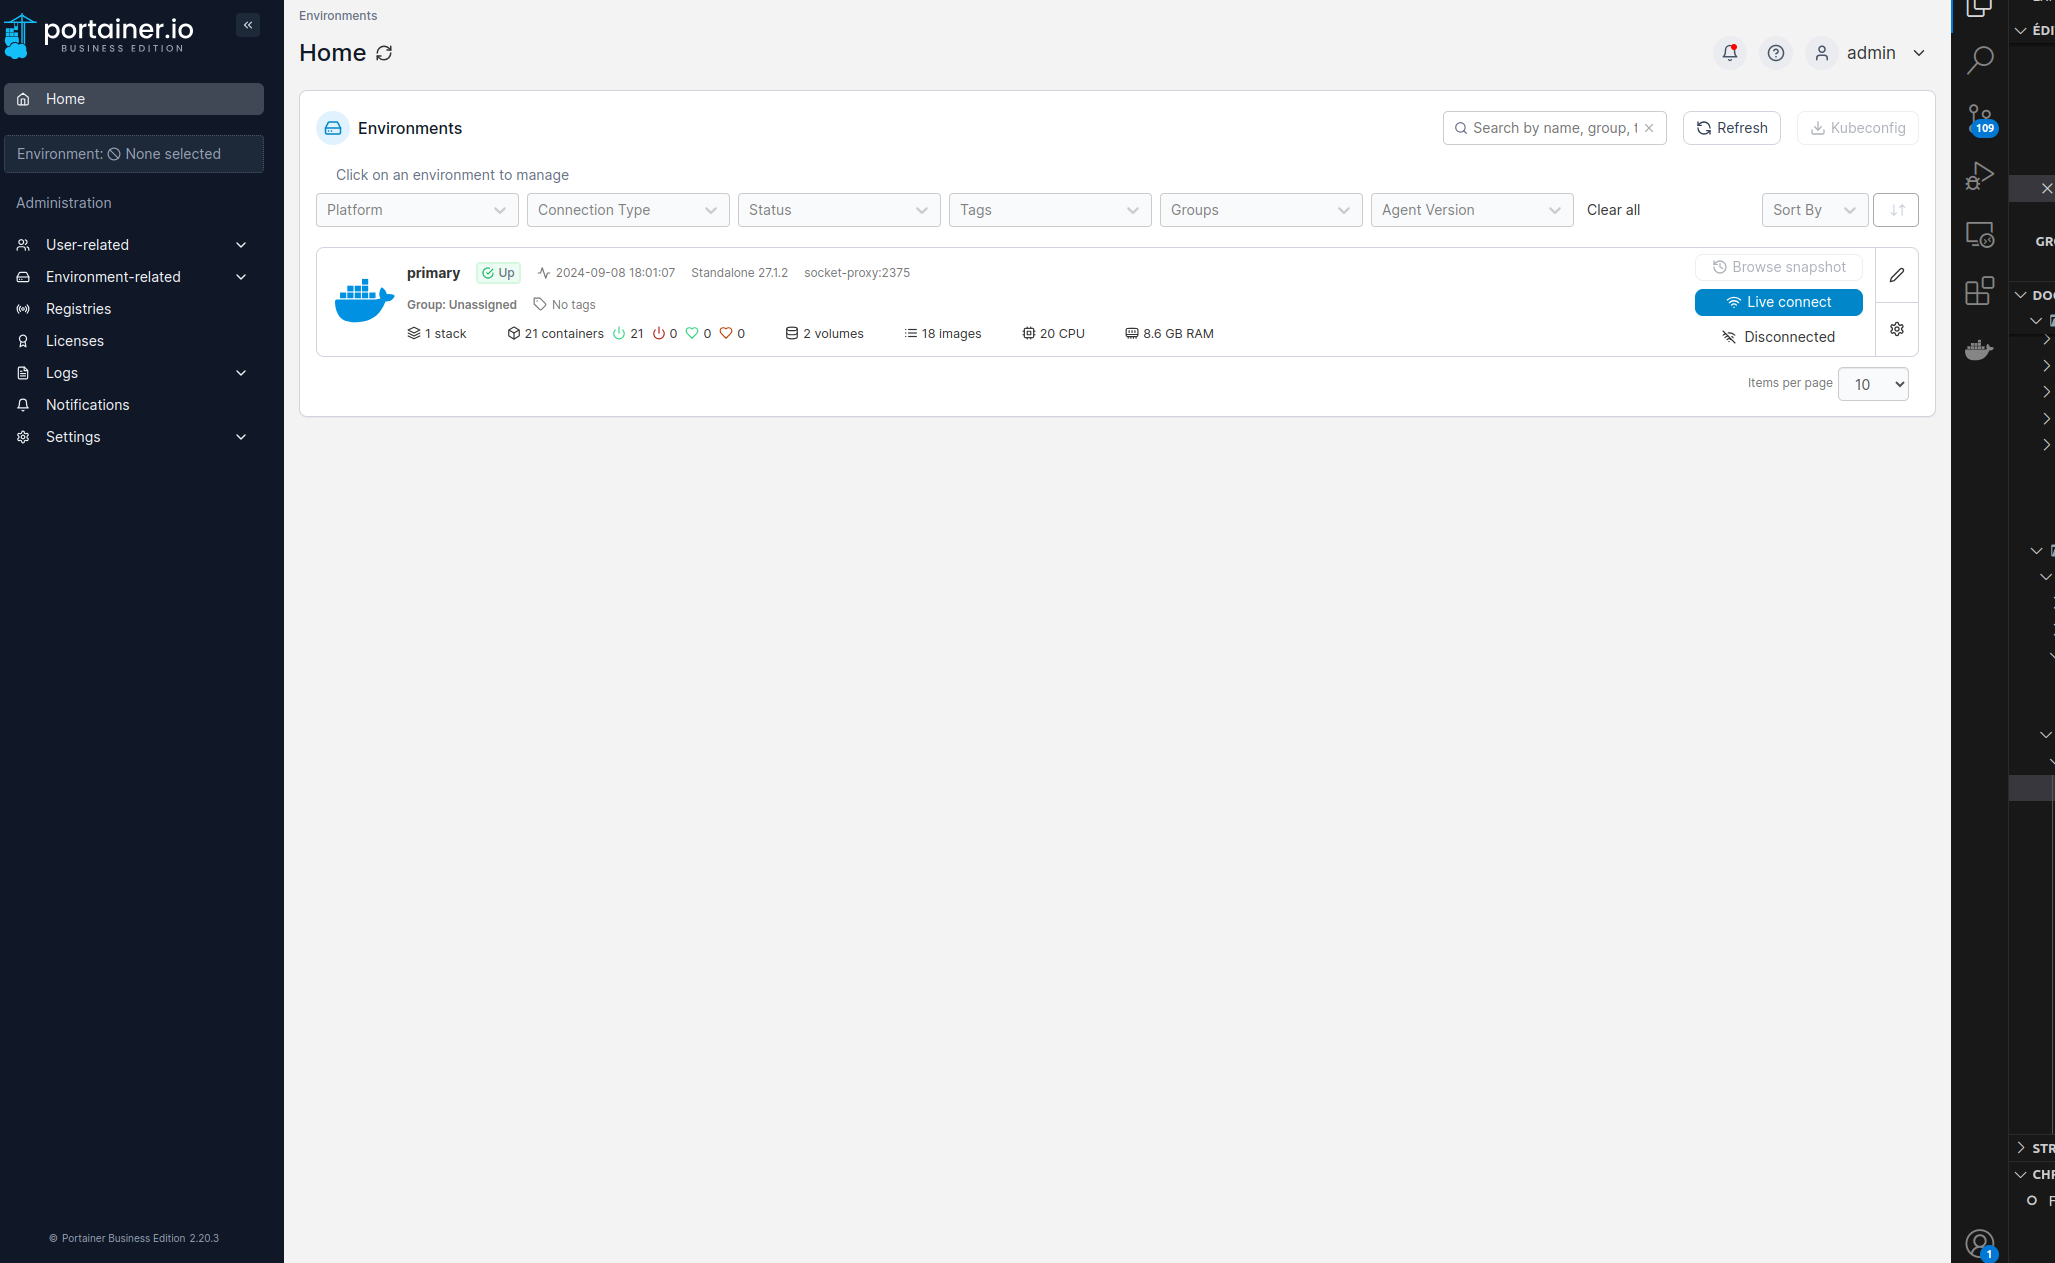 portainer.io
BUSINESS EDITION
Home
Environment: None selected
Administration
User-related
Environment-related
Registries
Licenses
Logs
Notifications
Settings
© Portainer Business Edition 2.20.3
Environments
Home
admin
Environments
Search by name, group, t
Refresh
Kubeconfig
Click on an environment to manage
Platform
Connection Type
Status
Tags
Groups
Agent Version
Clear all
Sort By
primary Up 2024-09-08 18:01:07 Standalone 27.1.2 socket-proxy:2375
Group: Unassigned No tags
1 stack 21 containers 21 0 0 0 2 volumes 18 images 20 CPU 8.6 GB RAM
Browse snapshot
Live connect
Disconnected
Items per page 10
109
1
ÉDI
GR
DO
STR
CHR
F